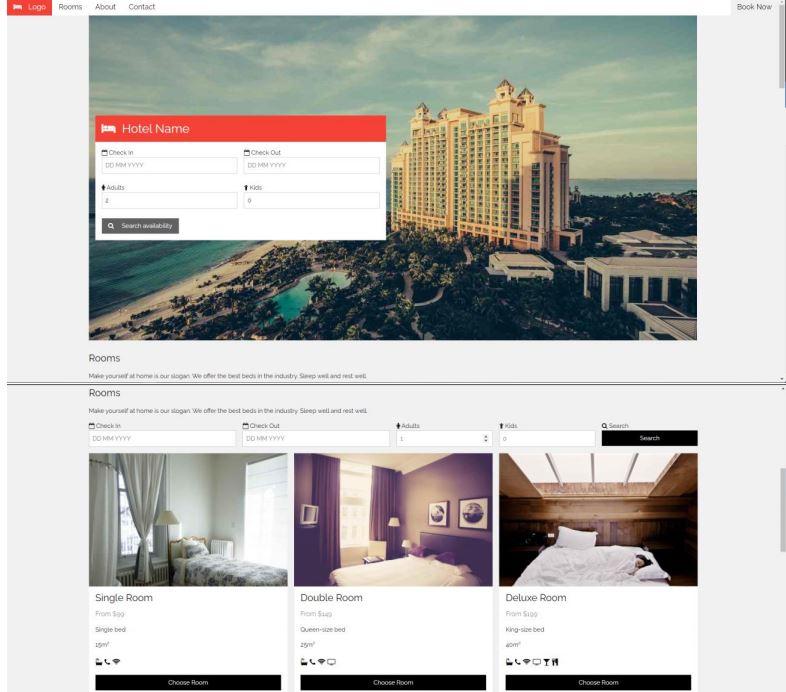 Logo Rooms About Contact Book Now
Hotel Name
Check In Check Out
DD MM YYYY DD MM YYYY
Adults Kids
2 0
Search availability
Rooms
Make yourself at home is our slogan. We offer the best beds in the industry. Sleep well and rest well.
Rooms
Make yourself at home is our slogan. We offer the best beds in the industry. Sleep well and rest well.
Check In Check Out Adults Kids Search
DD MM YYYY DD MM YYYY 1 0 Search
Single Room Double Room Deluxe Room
From $99 From $149 From $199
Single bed Queen-size bed King-size bed
15m² 25m² 40m²
Choose Room Choose Room Choose Room